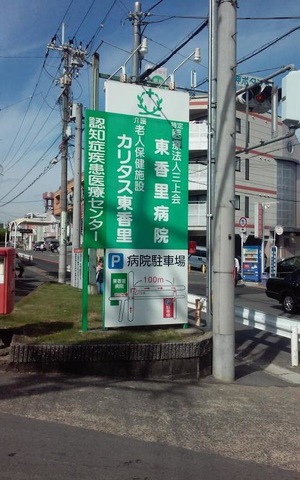 特定医療法人三上会
東香里病院
介護老人保健施設
カリタス東香里
認知症疾患医療センター
P 病院駐車場
100m